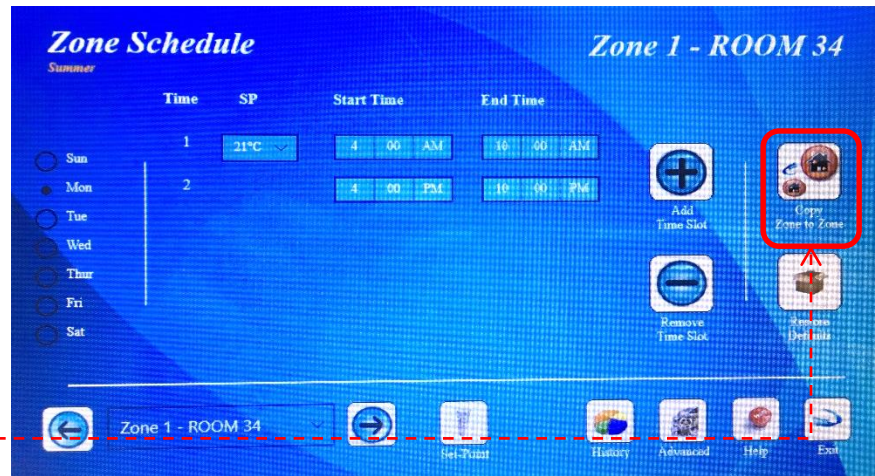 Zone Schedule
Zone 1 - ROOM 34
Summer
Time SP Start Time End Time
1 21°C 4 00 AM 10 00 AM
2 4 00 PM 10 00 PM
Sun
Mon
Tue
Wed
Thur
Fri
Sat
Add
Time Slot
Copy
Zone to Zone
Remove
Time Slot
Restore
Defaults
Zone 1 - ROOM 34
Set-Point
History
Advanced
Help
Exit